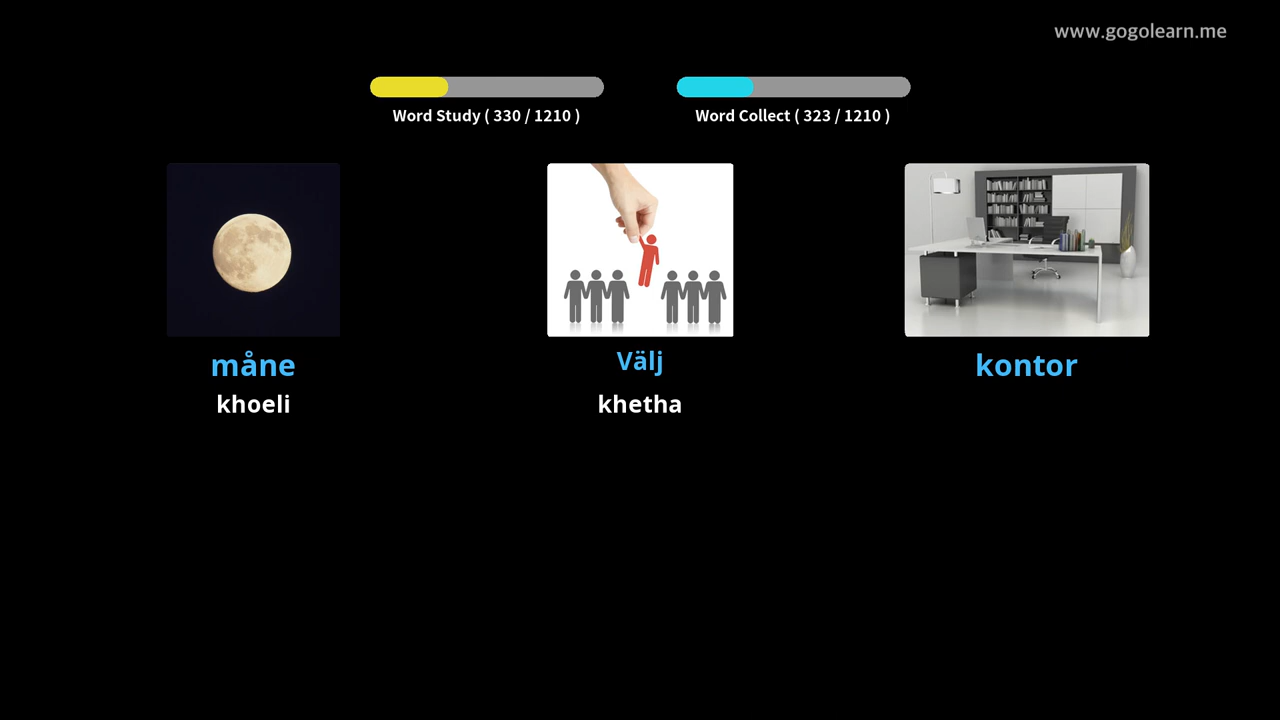 www.gogolearn.me
Word Study ( 330 / 1210 )
Word Collect ( 323 / 1210 )
måne
Välj
kontor
khoeli
khetha